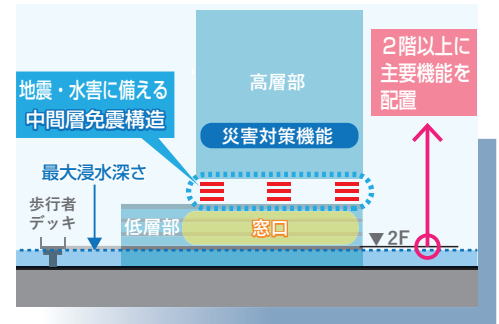 高層部
２階以上に
主要機能を
配置
地震・水害に備える
中間層免震構造
災害対策機能
最大浸水深さ
歩行者
デッキ
低層部
窓口
▼2F